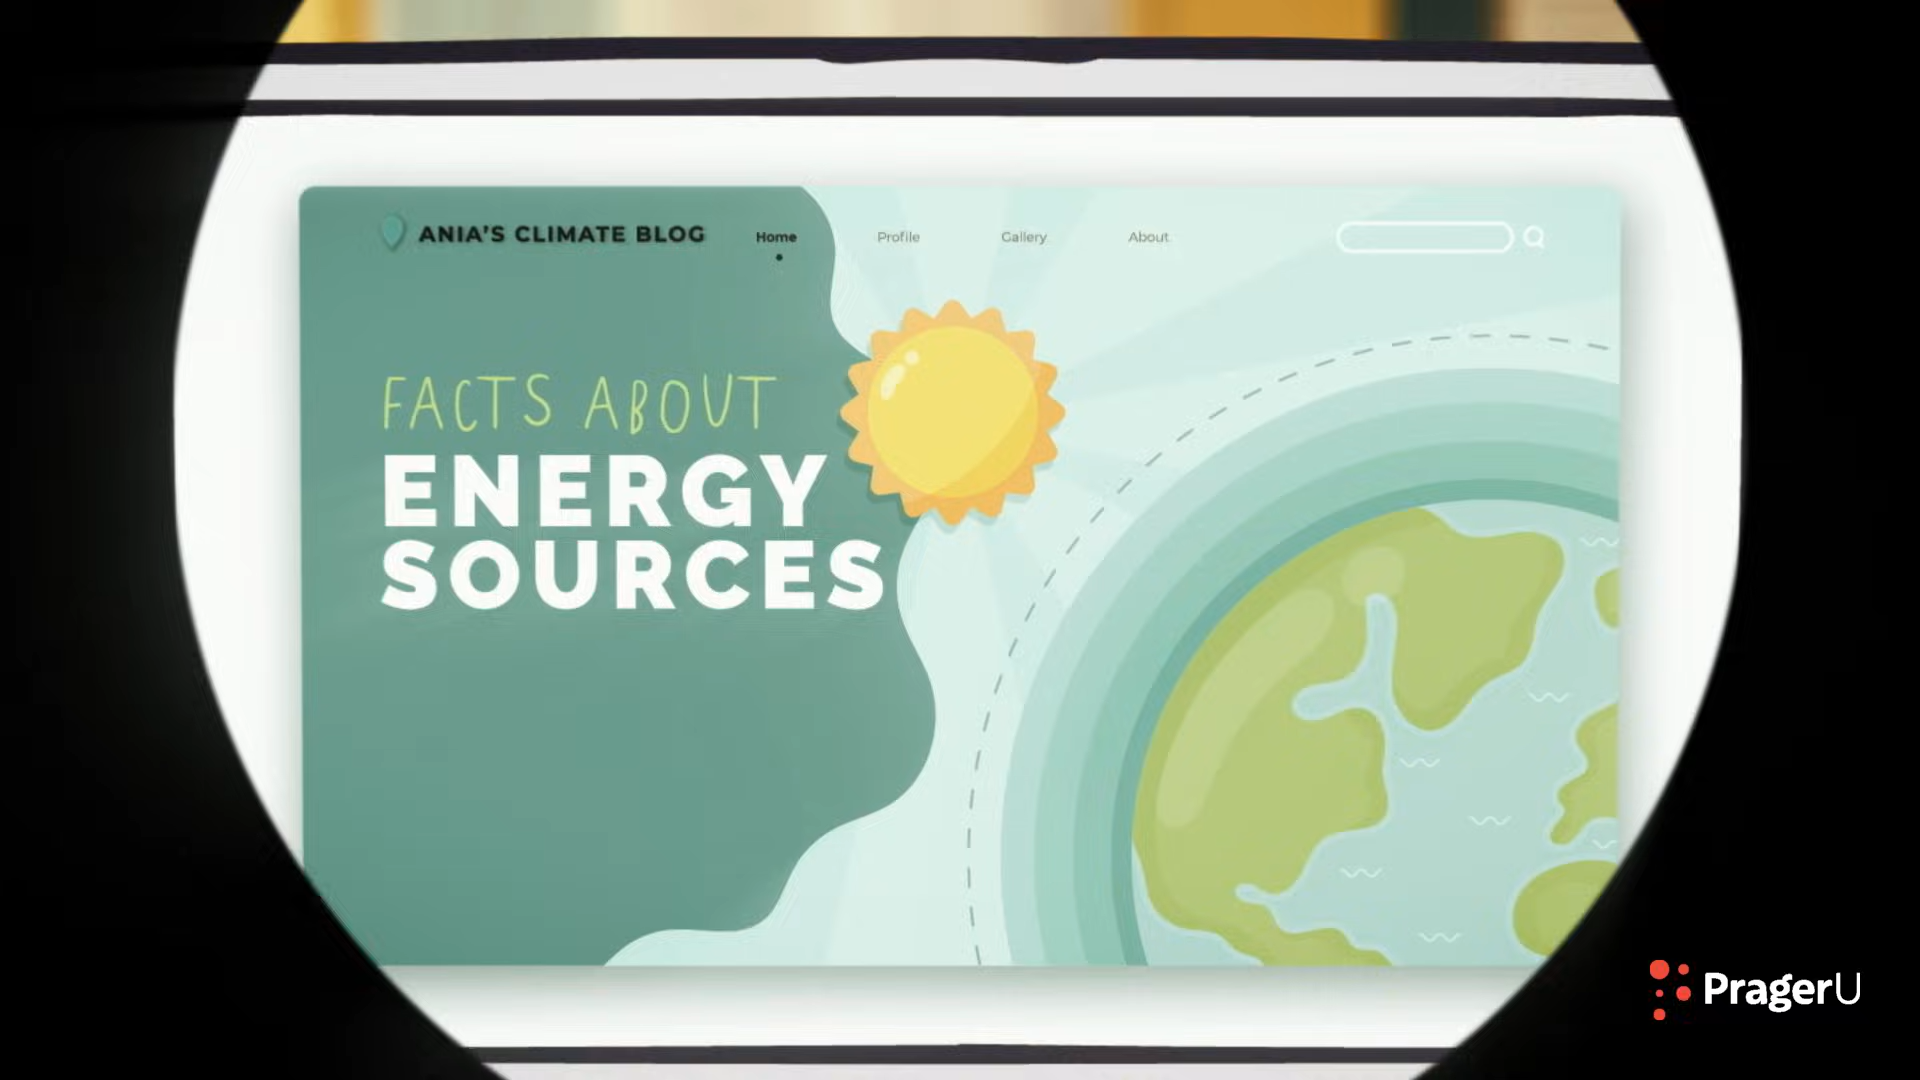 ANIA'S CLIMATE BLOG
Home
Profile
Gallery
About
FACTS ABOUT
ENERGY
SOURCES
PragerU